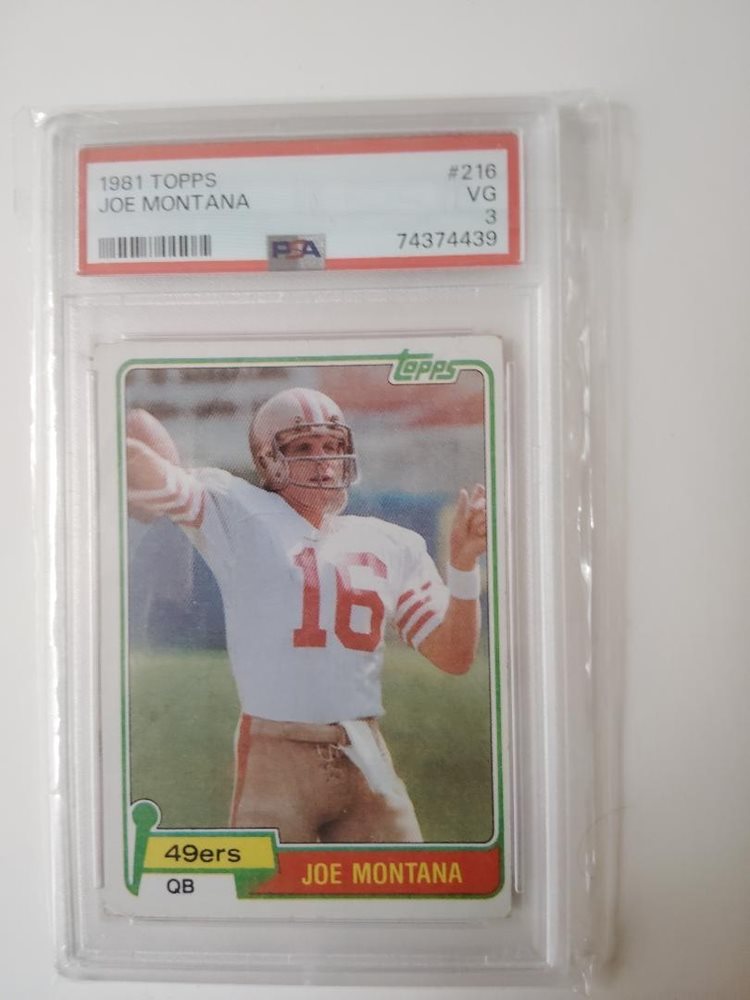 1981 TOPPS
JOE MONTANA
#216
VG
3
74374439
PSA
topps
16
49ers
QB
JOE MONTANA